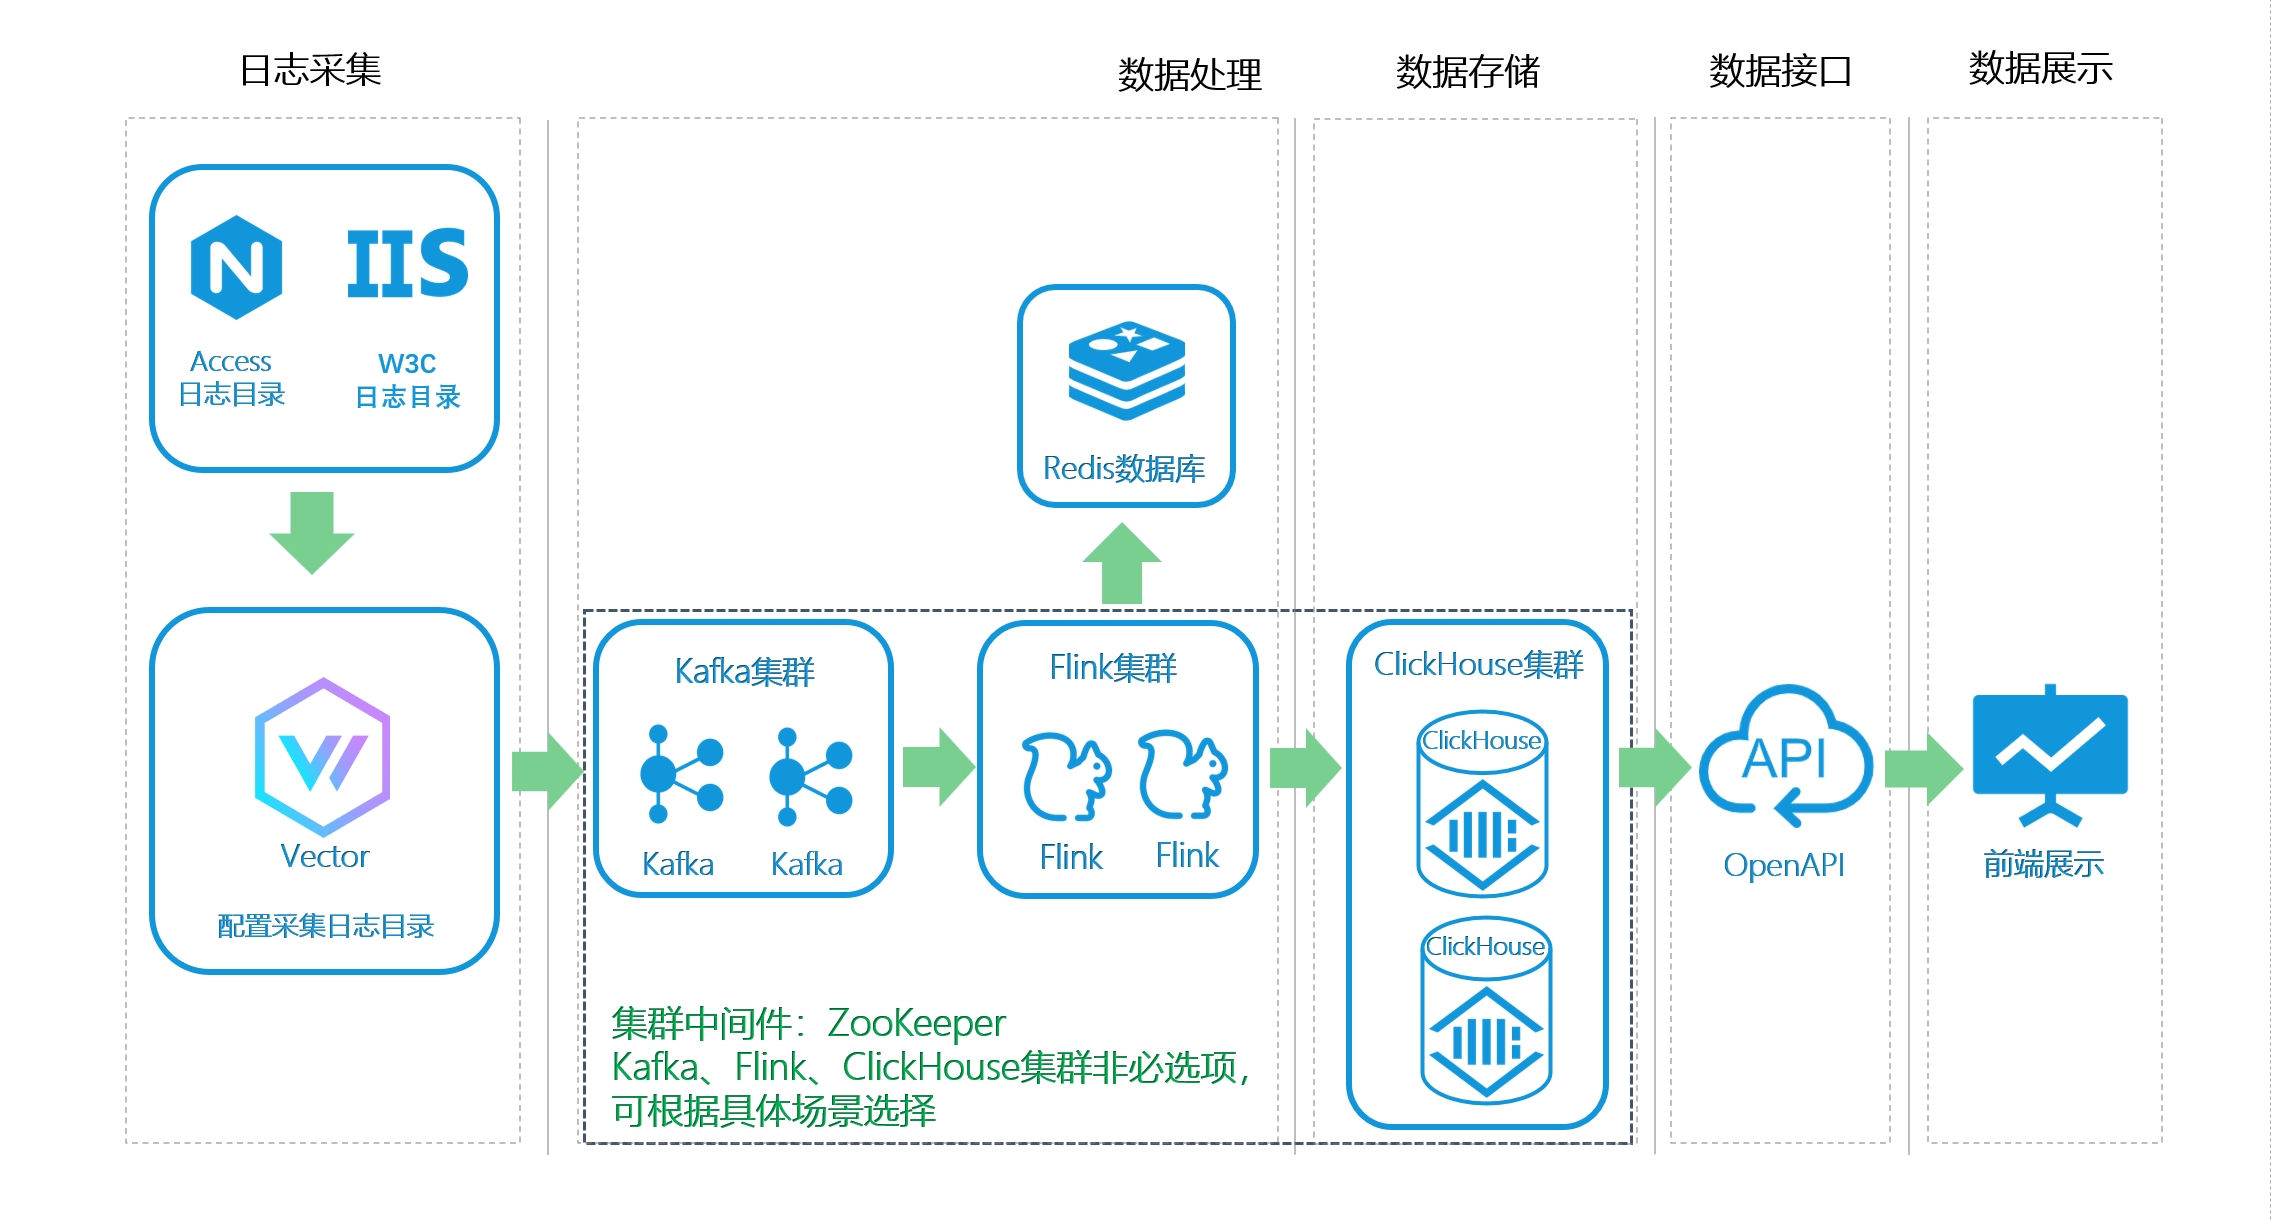 日志采集
数据处理
数据存储
数据接口
数据展示
IIS
Access
日志目录
W3C
日志目录
Redis数据库
Vector
配置采集日志目录
Kafka集群
Kafka
Kafka
Flink集群
Flink
Flink
ClickHouse集群
ClickHouse
ClickHouse
API
OpenAPI
前端展示
集群中间件：ZooKeeper
Kafka、Flink、ClickHouse集群非必选项，
可根据具体场景选择